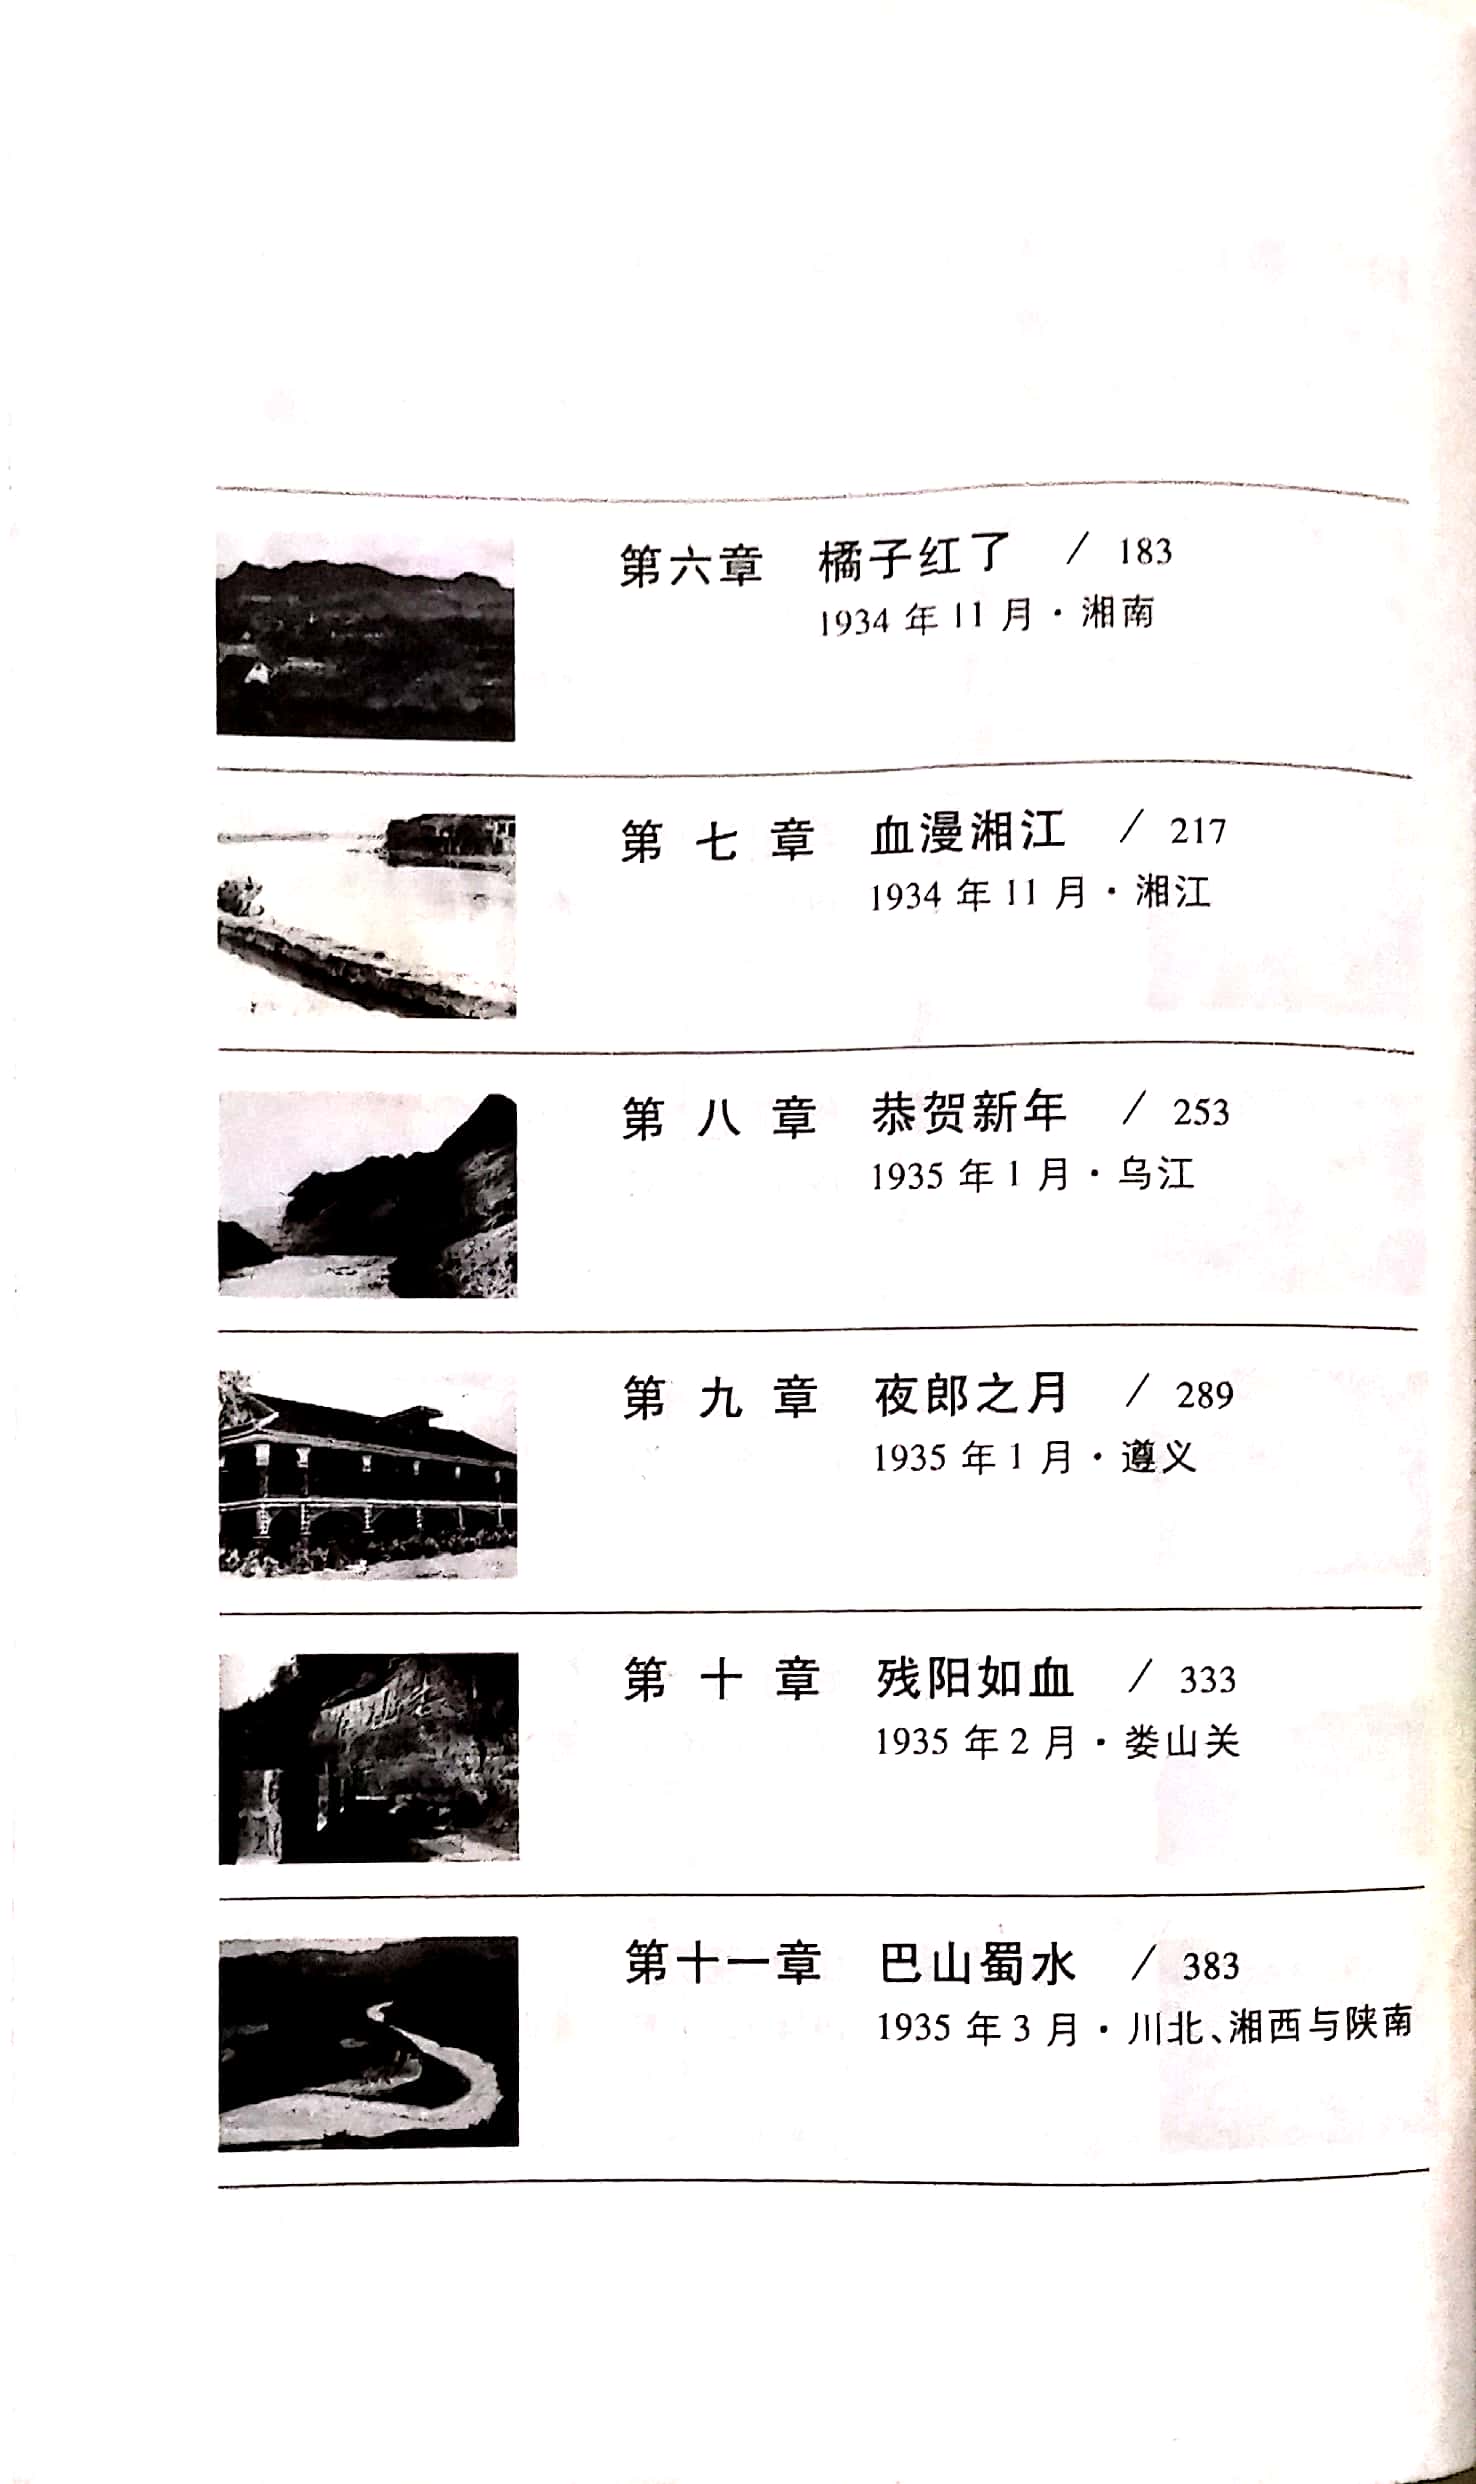 第六章 橘子红了 / 183
1934 年 11 月·湘南
第七章 血漫湘江 / 217
1934 年 11 月·湘江
第八章 恭贺新年 / 253
1935 年 1 月·乌江
第九章 夜郎之月 / 289
1935 年 1 月·遵义
第十章 残阳如血 / 333
1935 年 2 月·娄山关
第十一章 巴山蜀水 / 383
1935 年 3 月·川北、湘西与陕南